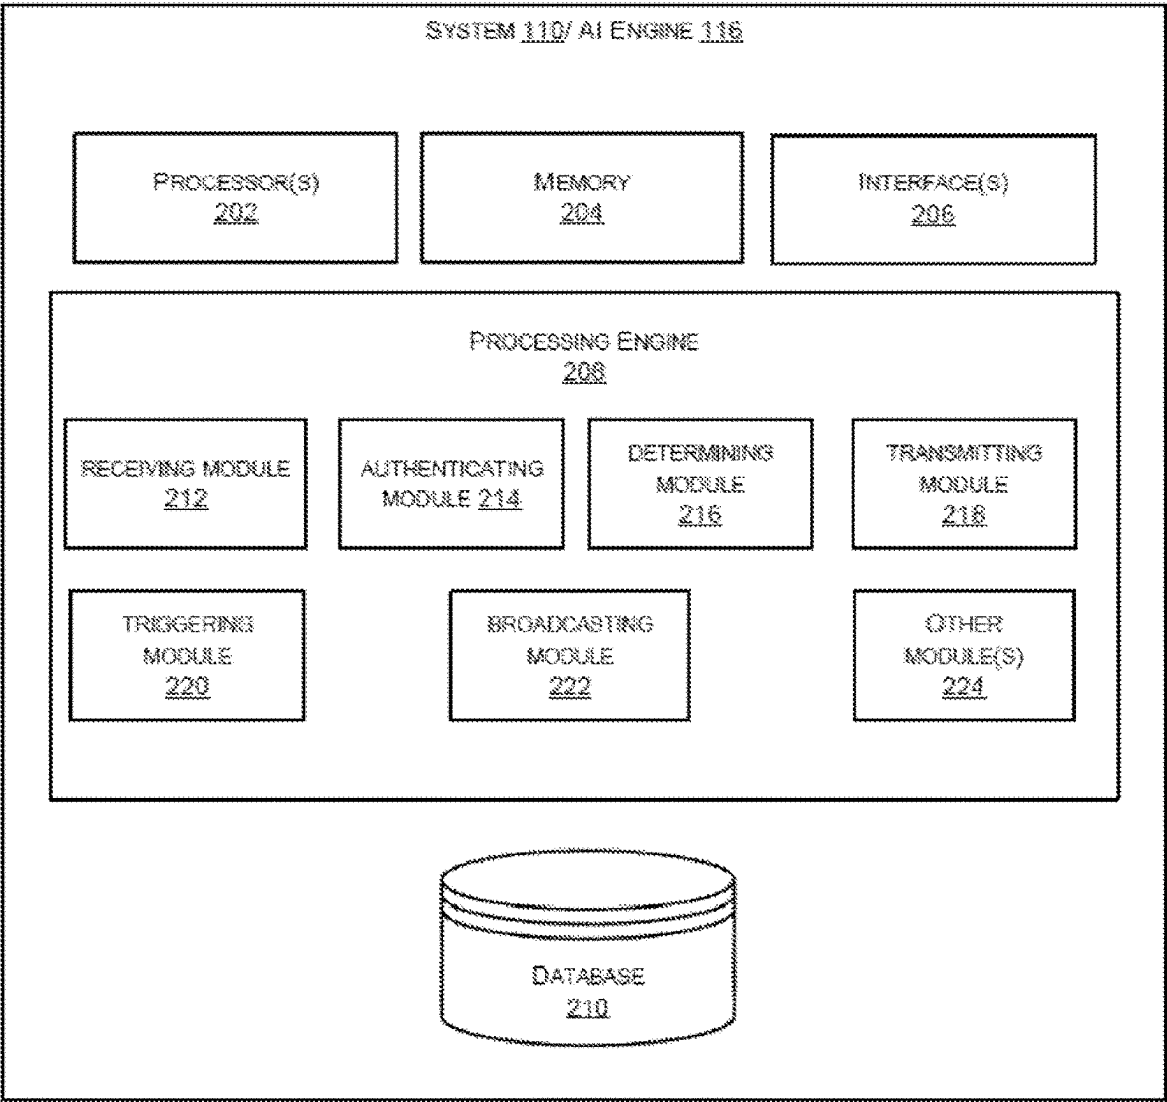 SYSTEM 110/ AI ENGINE 116
PROCESSOR(S)
202
MEMORY
204
INTERFACE(S)
206
PROCESSING ENGINE
208
RECEIVING MODULE
212
AUTHENTICATING
MODULE 214
DETERMINING
MODULE
216
TRANSMITTING
MODULE
218
TRIGGERING
MODULE
220
BROADCASTING
MODULE
222
OTHER
MODULE(S)
224
DATABASE
210